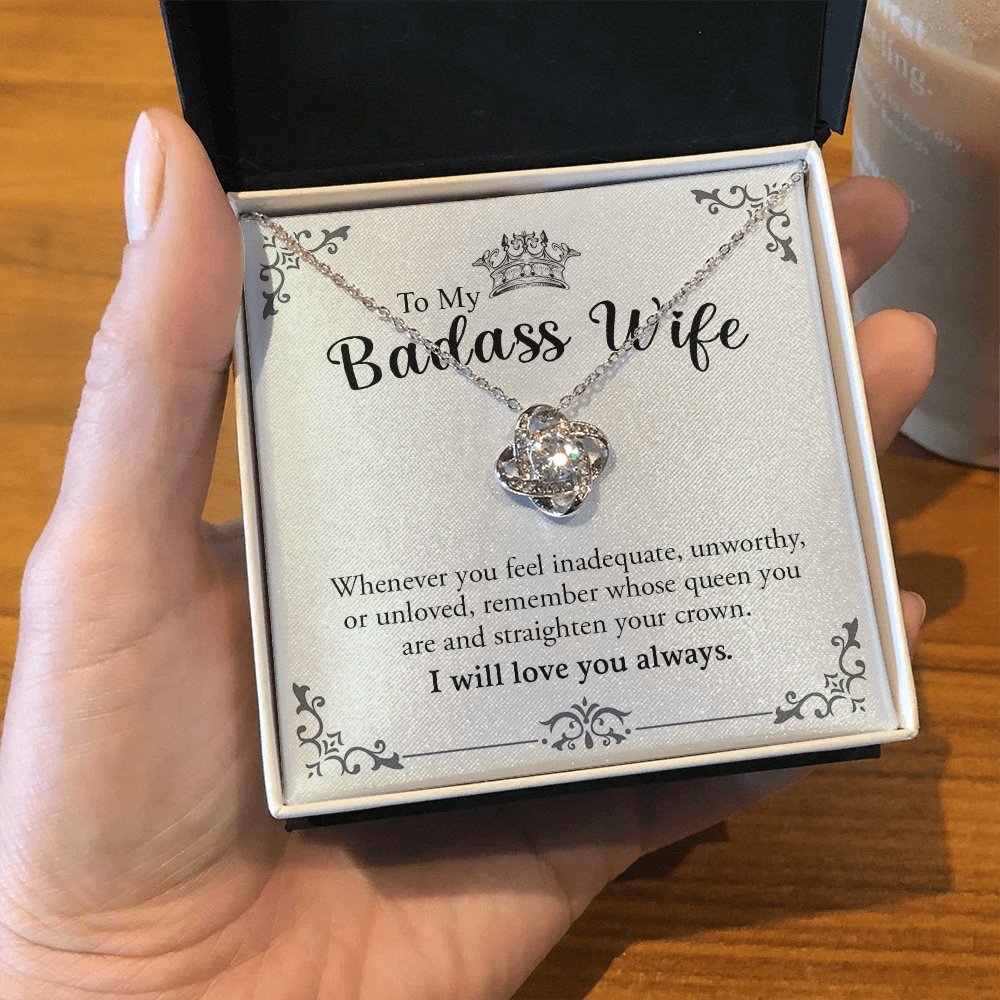 To My
Badass Wife
Whenever you feel inadequate, unworthy,
or unloved, remember whose queen you
are and straighten your crown.
I will love you always.